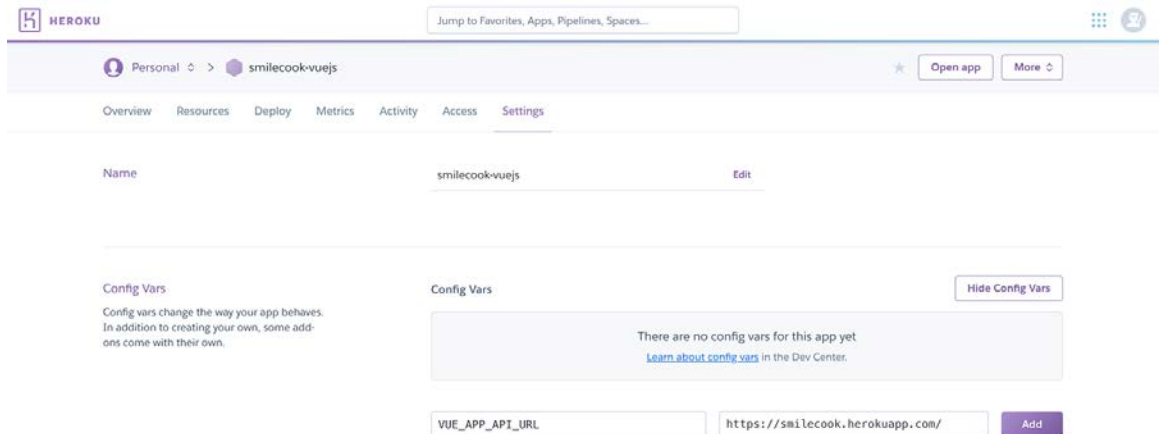 HEROKU
Jump to Favorites, Apps, Pipelines, Spaces...
Personal > smilecook-vuejs
Open app
More
Overview Resources Deploy Metrics Activity Access Settings
Name
smilecook-vuejs
Edit
Config Vars
Config vars change the way your app behaves.
In addition to creating your own, some add-
ons come with their own.
Config Vars
Hide Config Vars
There are no config vars for this app yet
Learn about config vars in the Dev Center.
VUE_APP_API_URL
https://smilecook.herokuapp.com/
Add